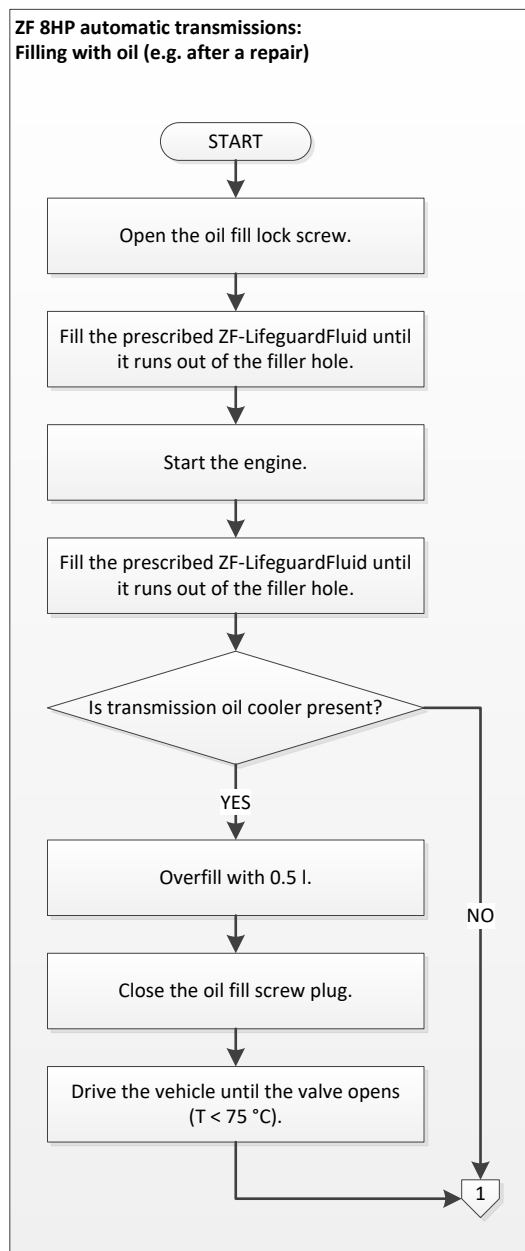 ZF 8HP automatic transmissions:
Filling with oil (e.g. after a repair)
START
Open the oil fill lock screw.
Fill the prescribed ZF-LifeguardFluid until
it runs out of the filler hole.
Start the engine.
Fill the prescribed ZF-LifeguardFluid until
it runs out of the filler hole.
Is transmission oil cooler present?
YES
Overfill with 0.5 l.
NO
Close the oil fill screw plug.
Drive the vehicle until the valve opens
(T < 75 °C).
1